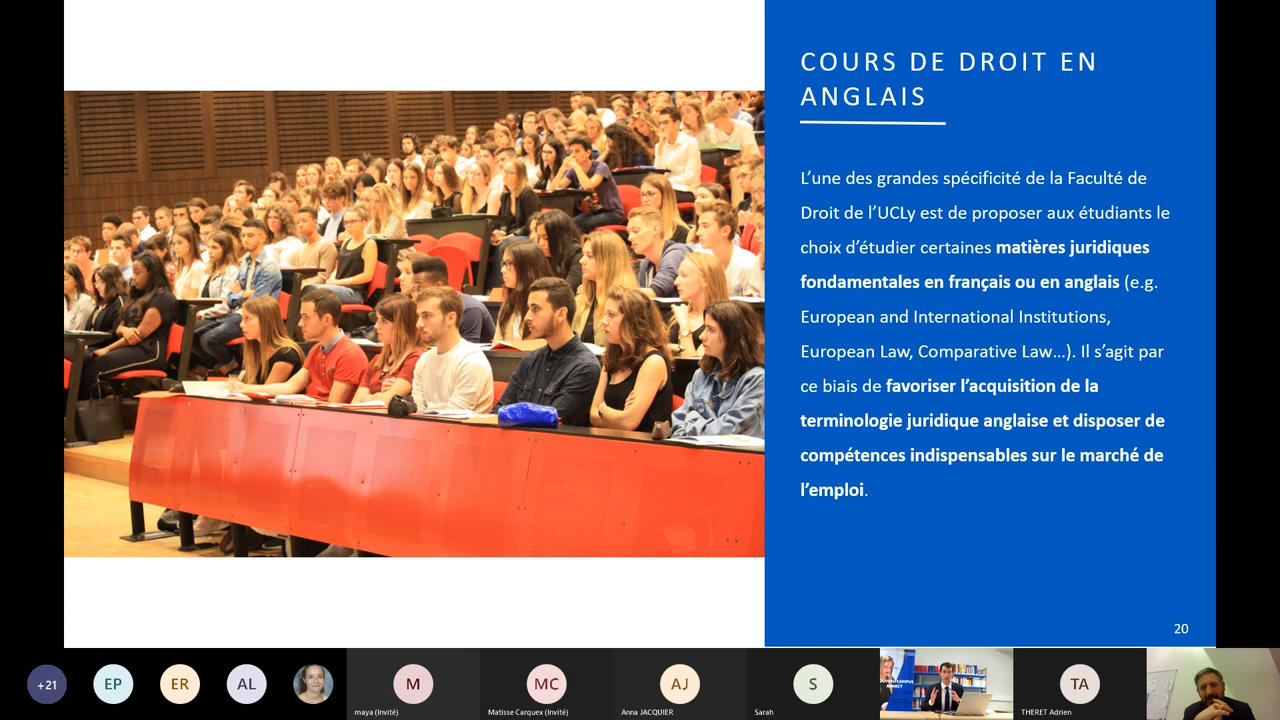 COURS DE DROIT EN
ANGLAIS
L’une des grandes spécificité de la Faculté de
Droit de l’UCLy est de proposer aux étudiants le
choix d’étudier certaines matières juridiques
fondamentales en français ou en anglais (e.g.
European and International Institutions,
European Law, Comparative Law…). Il s’agit par
ce biais de favoriser l’acquisition de la
terminologie juridique anglaise et disposer de
compétences indispensables sur le marché de
l’emploi.
20
+21
EP
ER
AL
M
maya (Invité)
MC
Matisse Carquex (Invité)
AJ
Anna JACQUIER
S
Sarah
TA
THERET Adrien